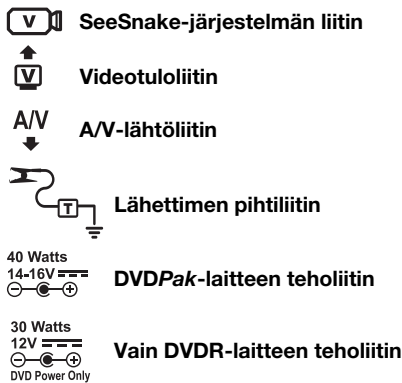 V SeeSnake-järjestelmän liitin
V Videotuloliitin
A/V A/V-lähtöliitin
T Lähettimen pihtiliitin
40 Watts
14-16V
DVDPak-laitteen teholiitin
30 Watts
12V
DVD Power Only
Vain DVDR-laitteen teholiitin